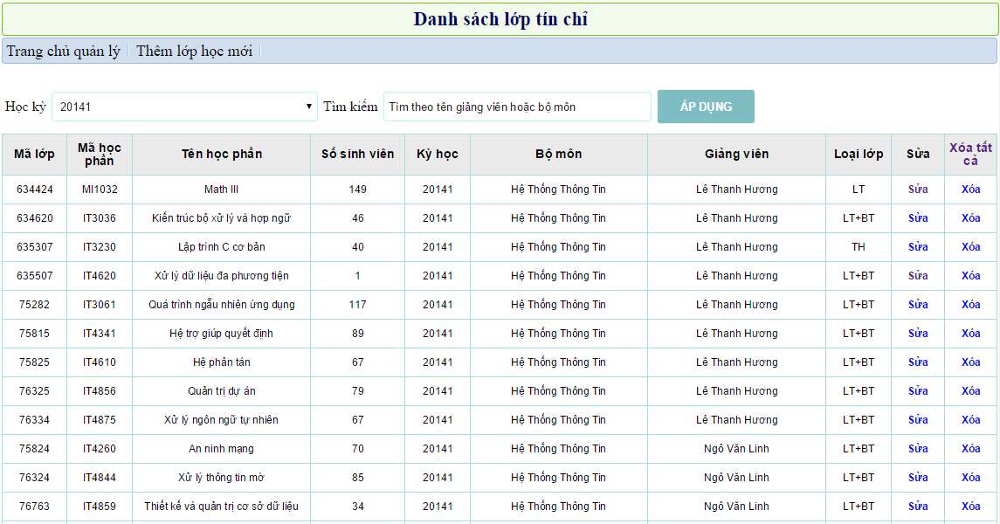 Danh sách lớp tín chỉ
Trang chủ quản lý Thêm lớp học mới
Học kỳ 20141 Tìm kiếm Tìm theo tên giảng viên hoặc bộ môn ÁP DỤNG
Mã lớp Mã học phần Tên học phần Số sinh viên Kỳ học Bộ môn Giảng viên Loại lớp Sửa Xóa tất cả
634424 MI1032 Math III 149 20141 Hệ Thống Thông Tin Lê Thanh Hương LT Sửa Xóa
634620 IT3036 Kiến trúc bộ xử lý và hợp ngữ 46 20141 Hệ Thống Thông Tin Lê Thanh Hương LT+BT Sửa Xóa
635307 IT3230 Lập trình C cơ bản 40 20141 Hệ Thống Thông Tin Lê Thanh Hương TH Sửa Xóa
635507 IT4620 Xử lý dữ liệu đa phương tiện 1 20141 Hệ Thống Thông Tin Lê Thanh Hương LT+BT Sửa Xóa
75282 IT3061 Quá trình ngẫu nhiên ứng dụng 117 20141 Hệ Thống Thông Tin Lê Thanh Hương LT+BT Sửa Xóa
75815 IT4341 Hệ trợ giúp quyết định 89 20141 Hệ Thống Thông Tin Lê Thanh Hương LT+BT Sửa Xóa
75825 IT4610 Hệ phân tán 67 20141 Hệ Thống Thông Tin Lê Thanh Hương LT+BT Sửa Xóa
76325 IT4856 Quản trị dự án 79 20141 Hệ Thống Thông Tin Lê Thanh Hương LT+BT Sửa Xóa
76334 IT4875 Xử lý ngôn ngữ tự nhiên 67 20141 Hệ Thống Thông Tin Lê Thanh Hương LT+BT Sửa Xóa
75824 IT4260 An ninh mạng 70 20141 Hệ Thống Thông Tin Ngô Văn Linh LT+BT Sửa Xóa
76324 IT4844 Xử lý thông tin mờ 85 20141 Hệ Thống Thông Tin Ngô Văn Linh LT+BT Sửa Xóa
76763 IT4859 Thiết kế và quản trị cơ sở dữ liệu 34 20141 Hệ Thống Thông Tin Ngô Văn Linh LT+BT Sửa Xóa